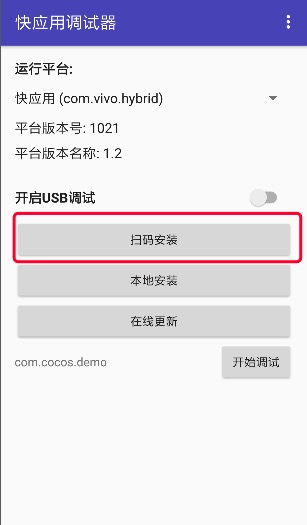 快应用调试器
运行平台:
快应用 (com.vivo.hybrid)
平台版本号: 1021
平台版本名称: 1.2
开启USB调试
扫码安装
本地安装
在线更新
com.cocos.demo
开始调试